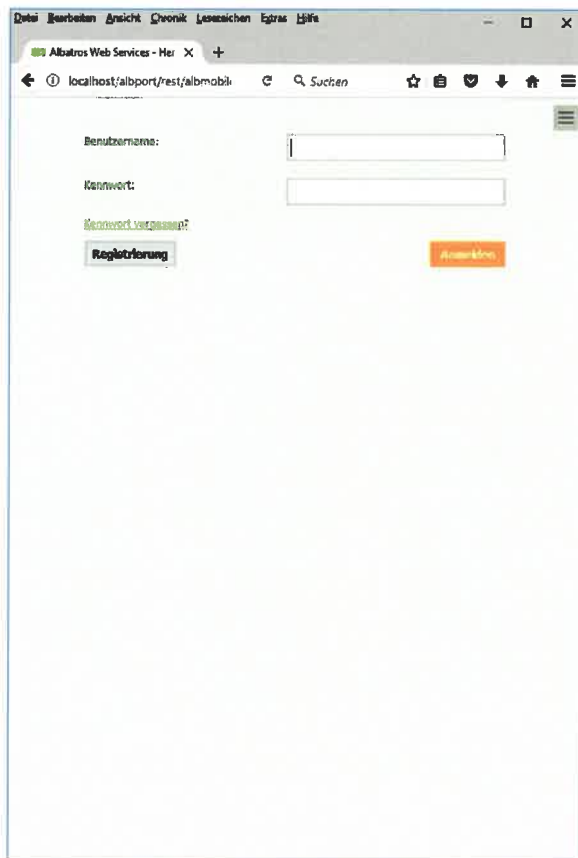 Datei Bearbeiten Ansicht Chronik Lesezeichen Extras Hilfe
Albatros Web Services - Her
localhost/albport/rest/albmobil
Suchen
Benutzername:
Kennwort:
Kennwort vergessen?
Registrierung
Anmelden